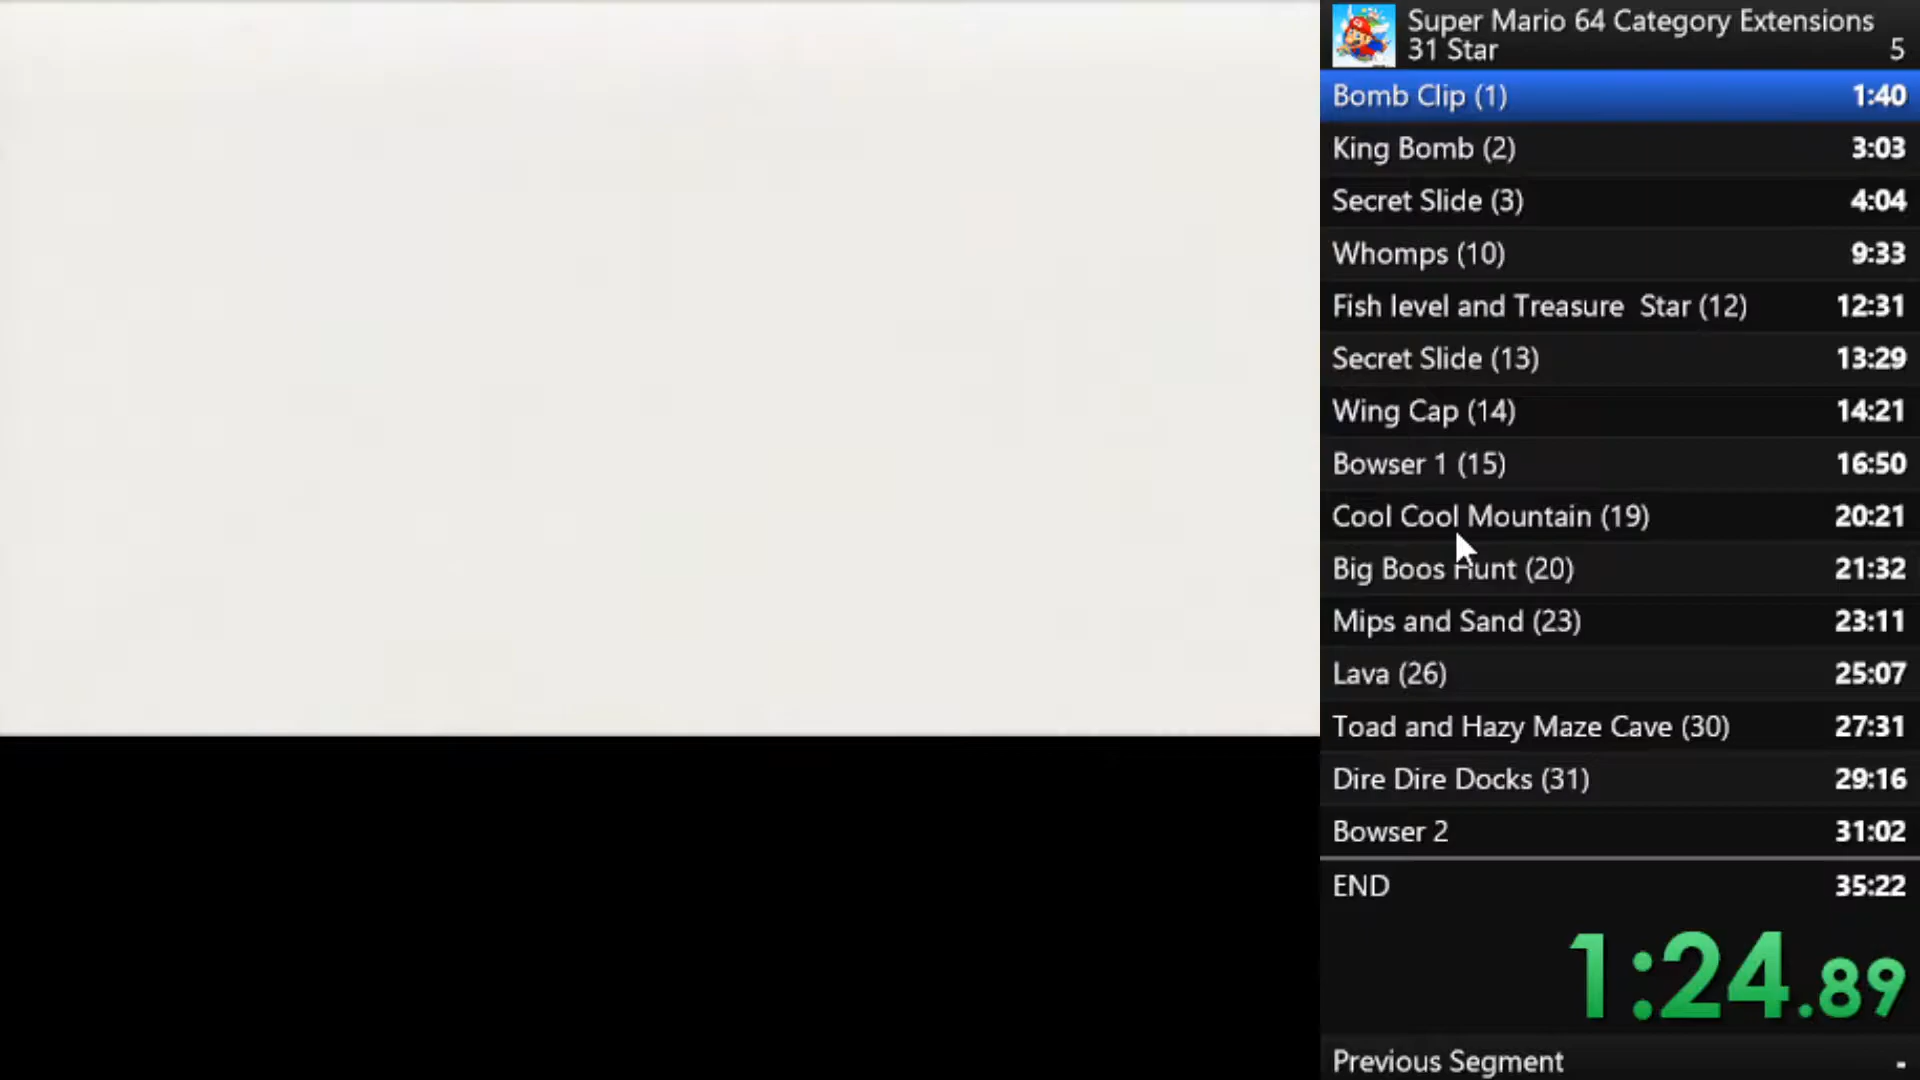 Super Mario 64 Category Extensions
31 Star 5
Bomb Clip (1) 1:40
King Bomb (2) 3:03
Secret Slide (3) 4:04
Whomps (10) 9:33
Fish level and Treasure  Star (12) 12:31
Secret Slide (13) 13:29
Wing Cap (14) 14:21
Bowser 1 (15) 16:50
Cool Cool Mountain (19) 20:21
Big Boos Hunt (20) 21:32
Mips and Sand (23) 23:11
Lava (26) 25:07
Toad and Hazy Maze Cave (30) 27:31
Dire Dire Docks (31) 29:16
Bowser 2 31:02
END 35:22
1:24.89
Previous Segment -